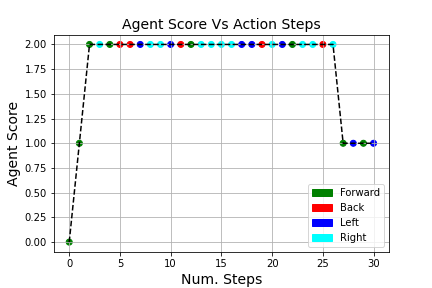 Agent Score Vs Action Steps
Agent Score
2.00
1.75
1.50
1.25
1.00
0.75
0.50
0.25
0.00
Forward
Back
Left
Right
0 5 10 15 20 25 30
Num. Steps